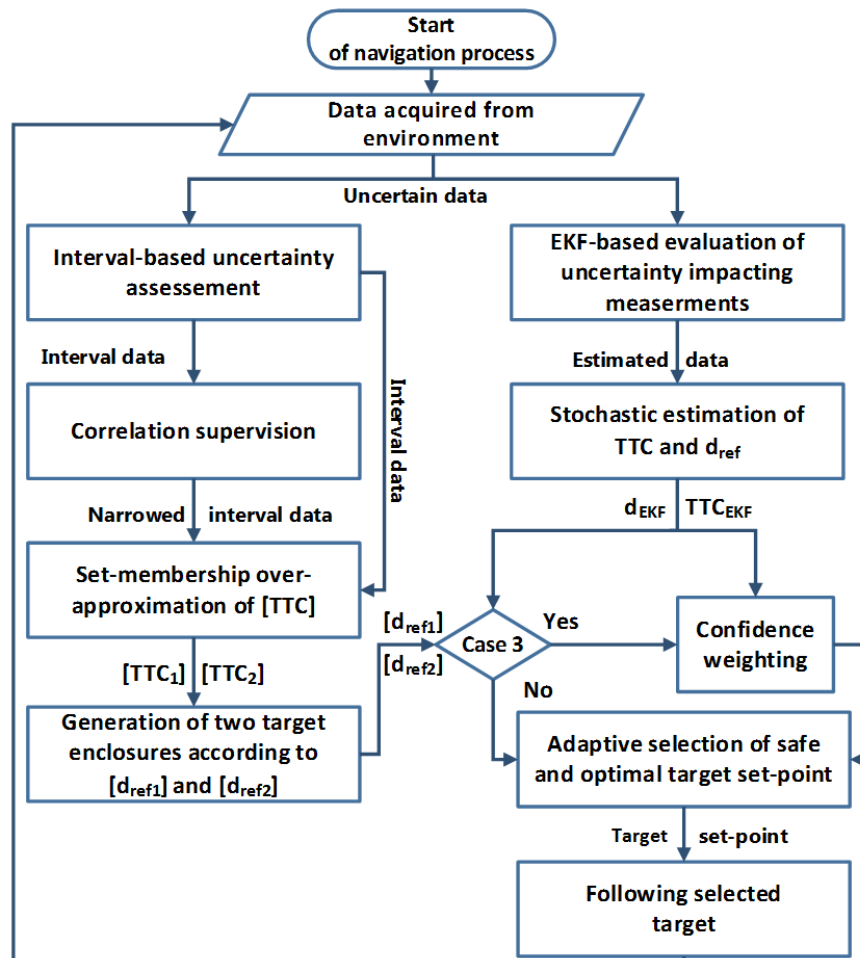 Start
of navigation process
Data acquired from
environment
Uncertain data
Interval-based uncertainty
assessement
EKF-based evaluation of
uncertainty impacting
measerments
Interval data
Interval data
Estimated data
Correlation supervision
Stochastic estimation of
TTC and dref
Narrowed interval data
dEKF TTCEKF
Set-membership over-
approximation of [TTC]
[dref1]
[dref2]
Case 3
Yes
No
Confidence
weighting
[TTC1] [TTC2]
Generation of two target
enclosures according to
[dref1] and [dref2]
Adaptive selection of safe
and optimal target set-point
Target set-point
Following selected
target